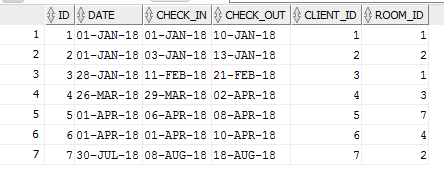 ID DATE CHECK_IN CHECK_OUT CLIENT_ID ROOM_ID
1 1 01-JAN-18 01-JAN-18 10-JAN-18 1 1
2 2 01-JAN-18 03-JAN-18 13-JAN-18 2 2
3 3 28-JAN-18 11-FEB-18 21-FEB-18 3 1
4 4 26-MAR-18 29-MAR-18 02-APR-18 4 3
5 5 01-APR-18 06-APR-18 08-APR-18 5 7
6 6 01-APR-18 01-APR-18 10-APR-18 6 4
7 7 30-JUL-18 08-AUG-18 18-AUG-18 7 2